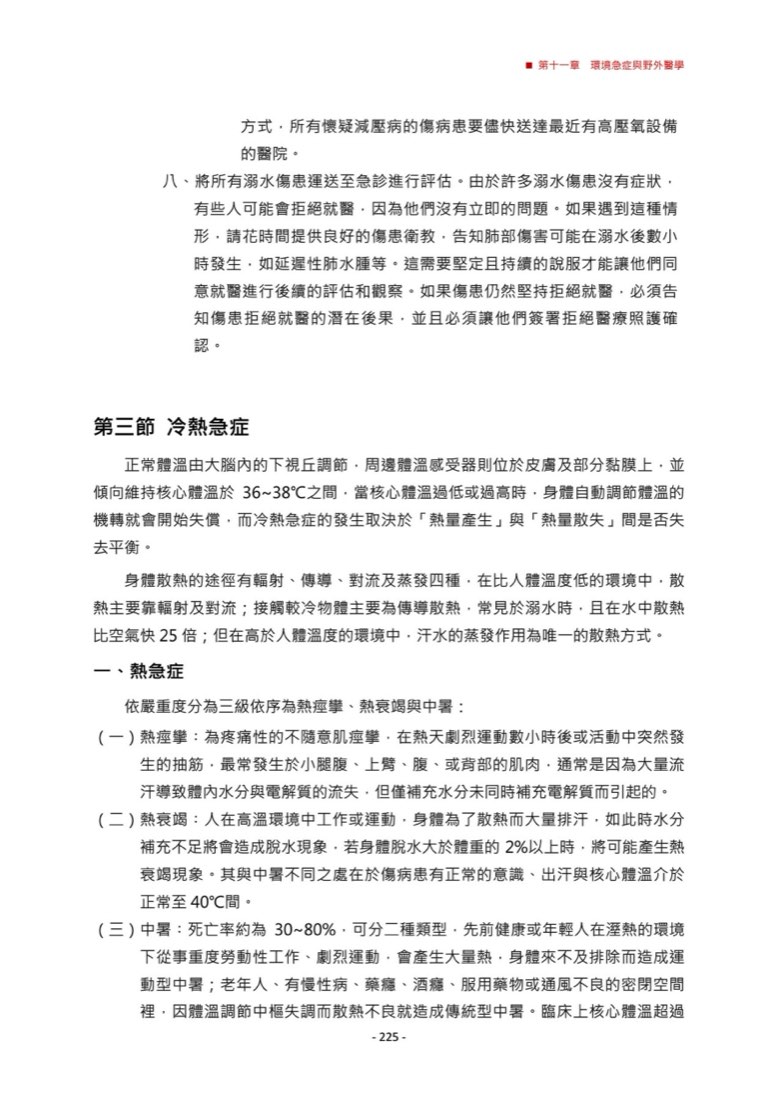 ■ 第十一章 環境急症與野外醫學
方式，所有懷疑減壓病的傷病患要儘快送達最近有高壓氧設備
的醫院。
八、將所有溺水傷患運送至急診進行評估。由於許多溺水傷患沒有症狀，
有些人可能會拒絕就醫，因為他們沒有立即的問題。如果遇到這種情
形，請花時間提供良好的傷患衛教，告知肺部傷害可能在溺水後數小
時發生，如延遲性肺水腫等。這需要堅定且持續的說服才能讓他們同
意就醫進行後續的評估和觀察。如果傷患仍然堅持拒絕就醫，必須告
知傷患拒絕就醫的潛在後果，並且必須讓他們簽署拒絕醫療照護確
認。
第三節 冷熱急症
正常體溫由大腦內的下視丘調節，周邊體溫感受器則位於皮膚及部分黏膜上，並
傾向維持核心體溫於 36~38℃之間，當核心體溫過低或過高時，身體自動調節體溫的
機轉就會開始失償，而冷熱急症的發生取決於「熱量產生」與「熱量散失」間是否失
去平衡。
身體散熱的途徑有輻射、傳導、對流及蒸發四種，在比人體溫度低的環境中，散
熱主要靠輻射及對流；接觸較冷物體主要為傳導散熱，常見於溺水時，且在水中散熱
比空氣快 25 倍；但在高於人體溫度的環境中，汗水的蒸發作用為唯一的散熱方式。
一、熱急症
依嚴重度分為三級依序為熱痙攣、熱衰竭與中暑：
（一）熱痙攣：為疼痛性的不隨意肌痙攣，在熱天劇烈運動數小時後或活動中突然發
生的抽筋，最常發生於小腿腹、上臂、腹、或背部的肌肉，通常是因為大量流
汗導致體內水分與電解質的流失，但僅補充水分未同時補充電解質而引起的。
（二）熱衰竭：人在高溫環境中工作或運動，身體為了散熱而大量排汗，如此時水分
補充不足將會造成脫水現象，若身體脫水大於體重的 2%以上時，將可能產生熱
衰竭現象。其與中暑不同之處在於傷病患有正常的意識、出汗與核心體溫介於
正常至 40℃間。
（三）中暑：死亡率約為 30~80%，可分二種類型，先前健康或年輕人在溼熱的環境
下從事重度勞動性工作、劇烈運動，會產生大量熱，身體來不及排除而造成運
動型中暑；老年人、有慢性病、藥癮、酒癮、服用藥物或通風不良的密閉空間
裡，因體溫調節中樞失調而散熱不良就造成傳統型中暑。臨床上核心體溫超過
- 225 -